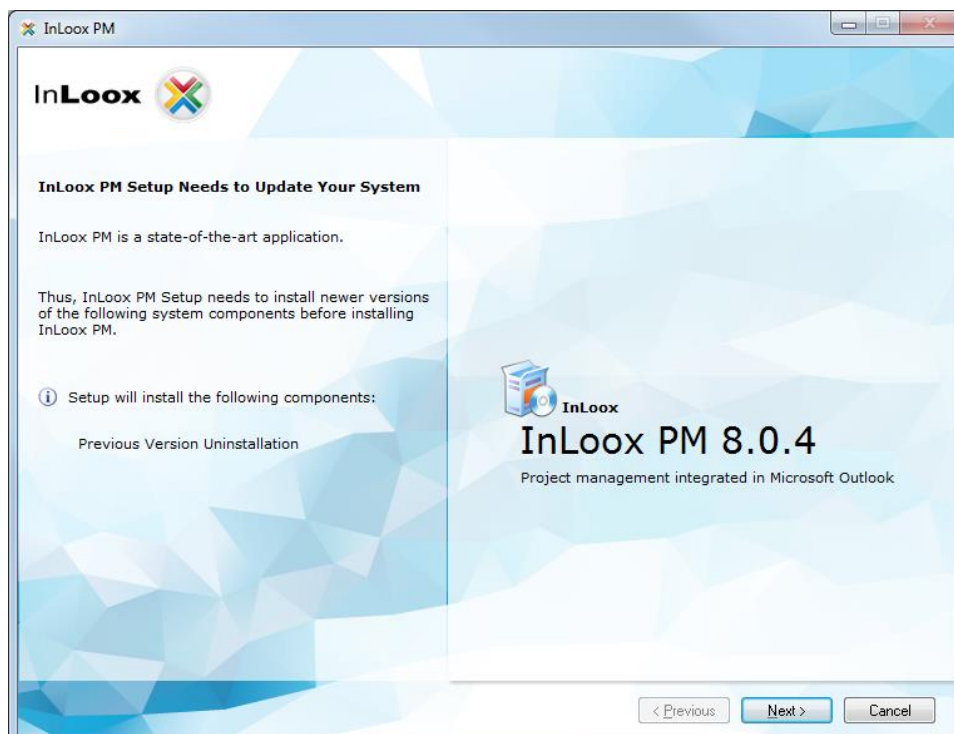 InLoox PM
InLoox
InLoox PM Setup Needs to Update Your System
InLoox PM is a state-of-the-art application.
Thus, InLoox PM Setup needs to install newer versions
of the following system components before installing
InLoox PM.
Setup will install the following components:
Previous Version Uninstallation
InLoox
InLoox PM 8.0.4
Project management integrated in Microsoft Outlook
< Previous
Next >
Cancel